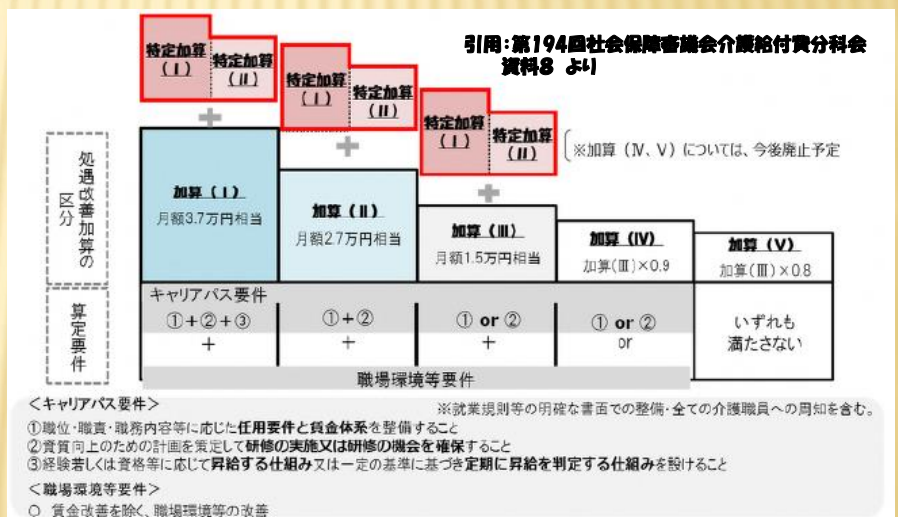 引用：第194回社会保障審議会介護給付費分科会
資料8 より
特定加算
（Ⅰ）
特定加算
（Ⅱ）
特定加算
（Ⅰ）
特定加算
（Ⅱ）
特定加算
（Ⅰ）
特定加算
（Ⅱ）
＋
＋
＋
※加算（Ⅳ、Ⅴ）については、今後廃止予定
処遇改善加算の
区分
加算（Ⅰ）
月額3.7万円相当
加算（Ⅱ）
月額2.7万円相当
加算（Ⅲ）
月額1.5万円相当
加算（Ⅳ）
加算(Ⅲ)×0.9
加算（Ⅴ）
加算(Ⅲ)×0.8
算定要件
キャリアパス要件
①＋②＋③
＋
①＋②
＋
① or ②
＋
① or ②
or
いずれも
満たさない
職場環境等要件
＜キャリアパス要件＞
※就業規則等の明確な書面での整備・全ての介護職員への周知を含む。
①職位・職責・職務内容等に応じた任用要件と賃金体系を整備すること
②資質向上のための計画を策定して研修の実施又は研修の機会を確保すること
③経験若しくは資格等に応じて昇給する仕組み又は一定の基準に基づき定期に昇給を判定する仕組みを設けること
＜職場環境等要件＞
○ 賃金改善を除く、職場環境等の改善